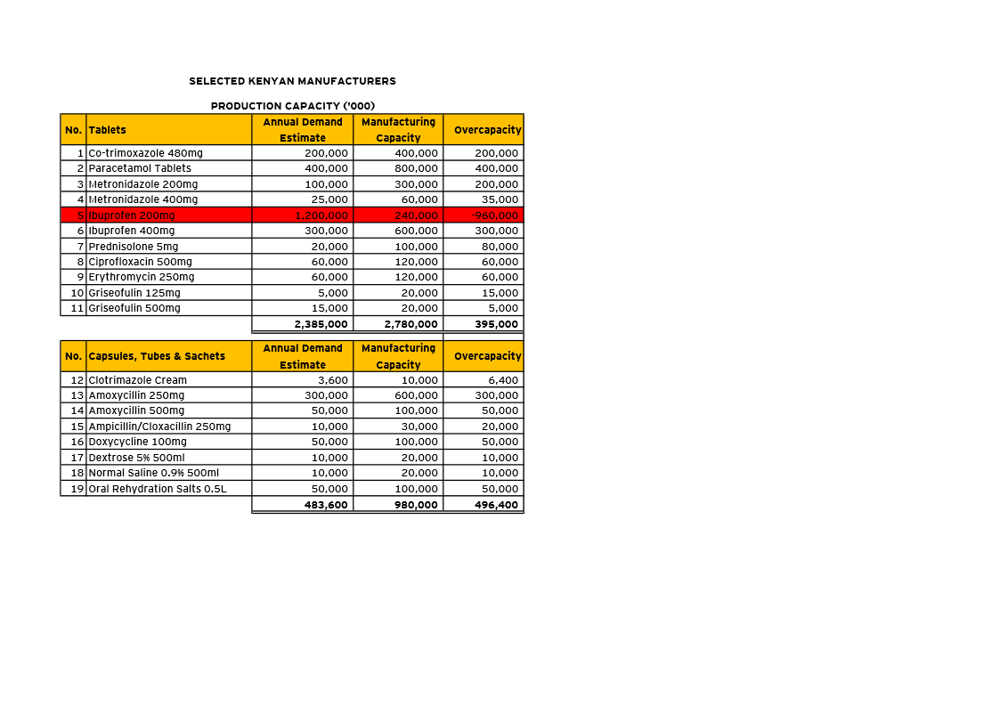 SELECTED KENYAN MANUFACTURERS
PRODUCTION CAPACITY ('000)
No. Tablets Annual Demand Estimate Manufacturing Capacity Overcapacity
1 Co-trimoxazole 480mg 200,000 400,000 200,000
2 Paracetamol Tablets 400,000 800,000 400,000
3 Metronidazole 200mg 100,000 300,000 200,000
4 Metronidazole 400mg 25,000 60,000 35,000
5 Ibuprofen 200mg 1,200,000 240,000 -960,000
6 Ibuprofen 400mg 300,000 600,000 300,000
7 Prednisolone 5mg 20,000 100,000 80,000
8 Ciprofloxacin 500mg 60,000 120,000 60,000
9 Erythromycin 250mg 60,000 120,000 60,000
10 Griseofulin 125mg 5,000 20,000 15,000
11 Griseofulin 500mg 15,000 20,000 5,000
2,385,000 2,780,000 395,000
No. Capsules, Tubes & Sachets Annual Demand Estimate Manufacturing Capacity Overcapacity
12 Clotrimazole Cream 3,600 10,000 6,400
13 Amoxycillin 250mg 300,000 600,000 300,000
14 Amoxycillin 500mg 50,000 100,000 50,000
15 Ampicillin/Cloxacillin 250mg 10,000 30,000 20,000
16 Doxycycline 100mg 50,000 100,000 50,000
17 Dextrose 5% 500ml 10,000 20,000 10,000
18 Normal Saline 0.9% 500ml 10,000 20,000 10,000
19 Oral Rehydration Salts 0.5L 50,000 100,000 50,000
483,600 980,000 496,400